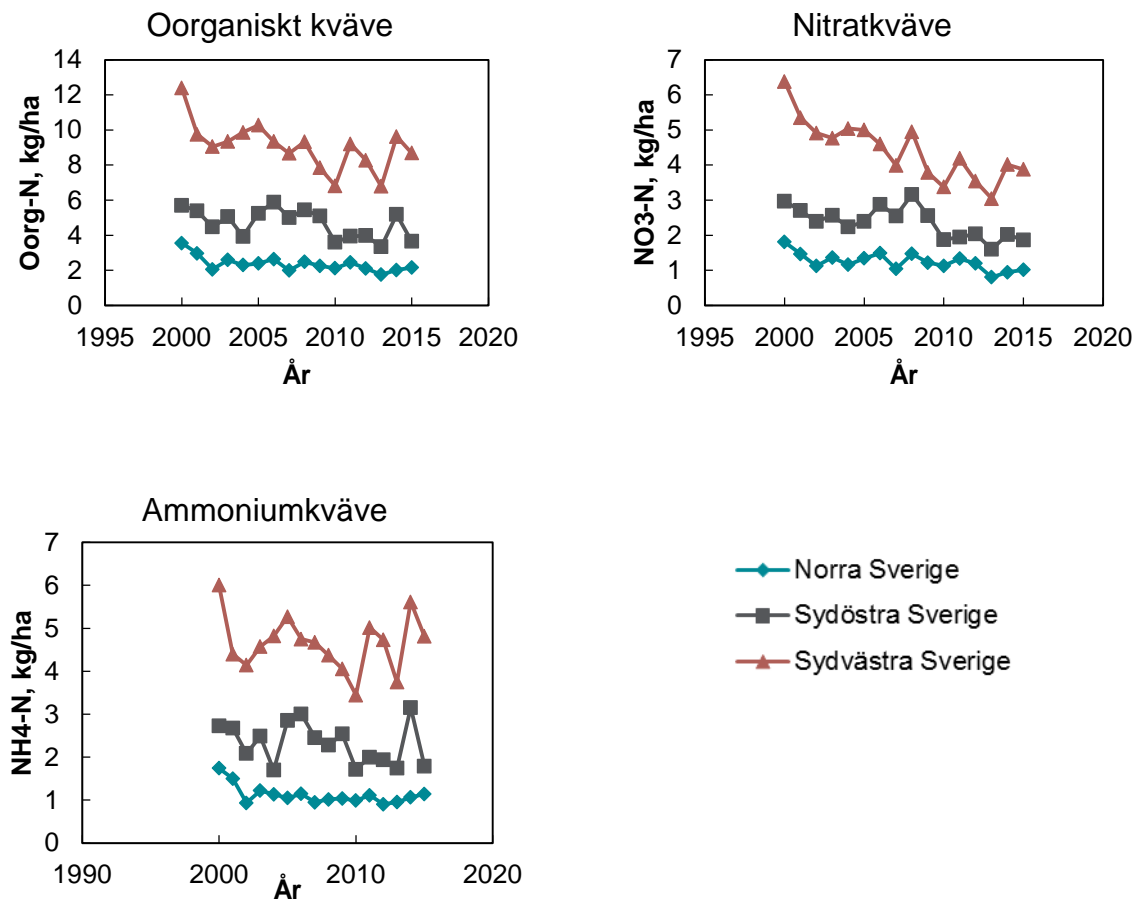 Oorganiskt kväve
Oorg-N, kg/ha
14
12
10
8
6
4
2
0
1995 2000 2005 2010 2015 2020
År
Nitratkväve
NO3-N, kg/ha
7
6
5
4
3
2
1
0
1995 2000 2005 2010 2015 2020
År
Ammoniumkväve
NH4-N, kg/ha
7
6
5
4
3
2
1
0
1990 2000 2010 2020
År
Norra Sverige
Sydöstra Sverige
Sydvästra Sverige